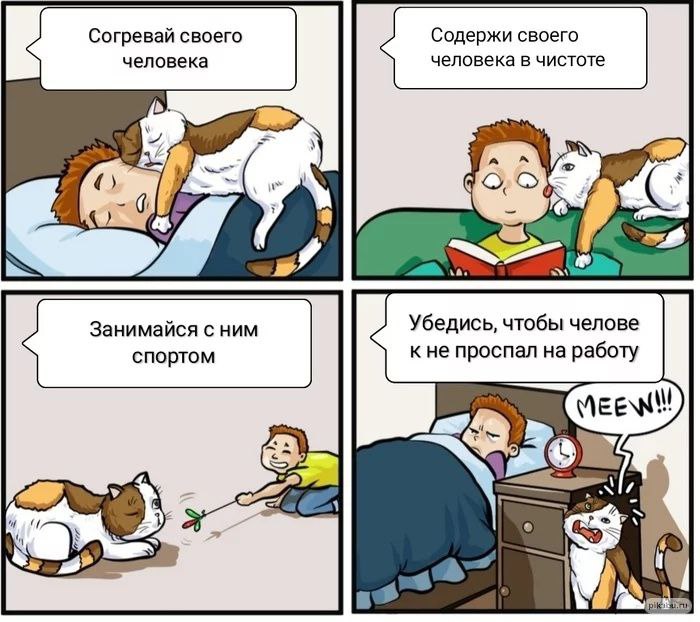 Согревай своего
человека
Содержи своего
человека в чистоте
Занимайся с ним
спортом
Убедись, чтобы челове
к не проспал на работу
MEEW!!!
pikabu.ru